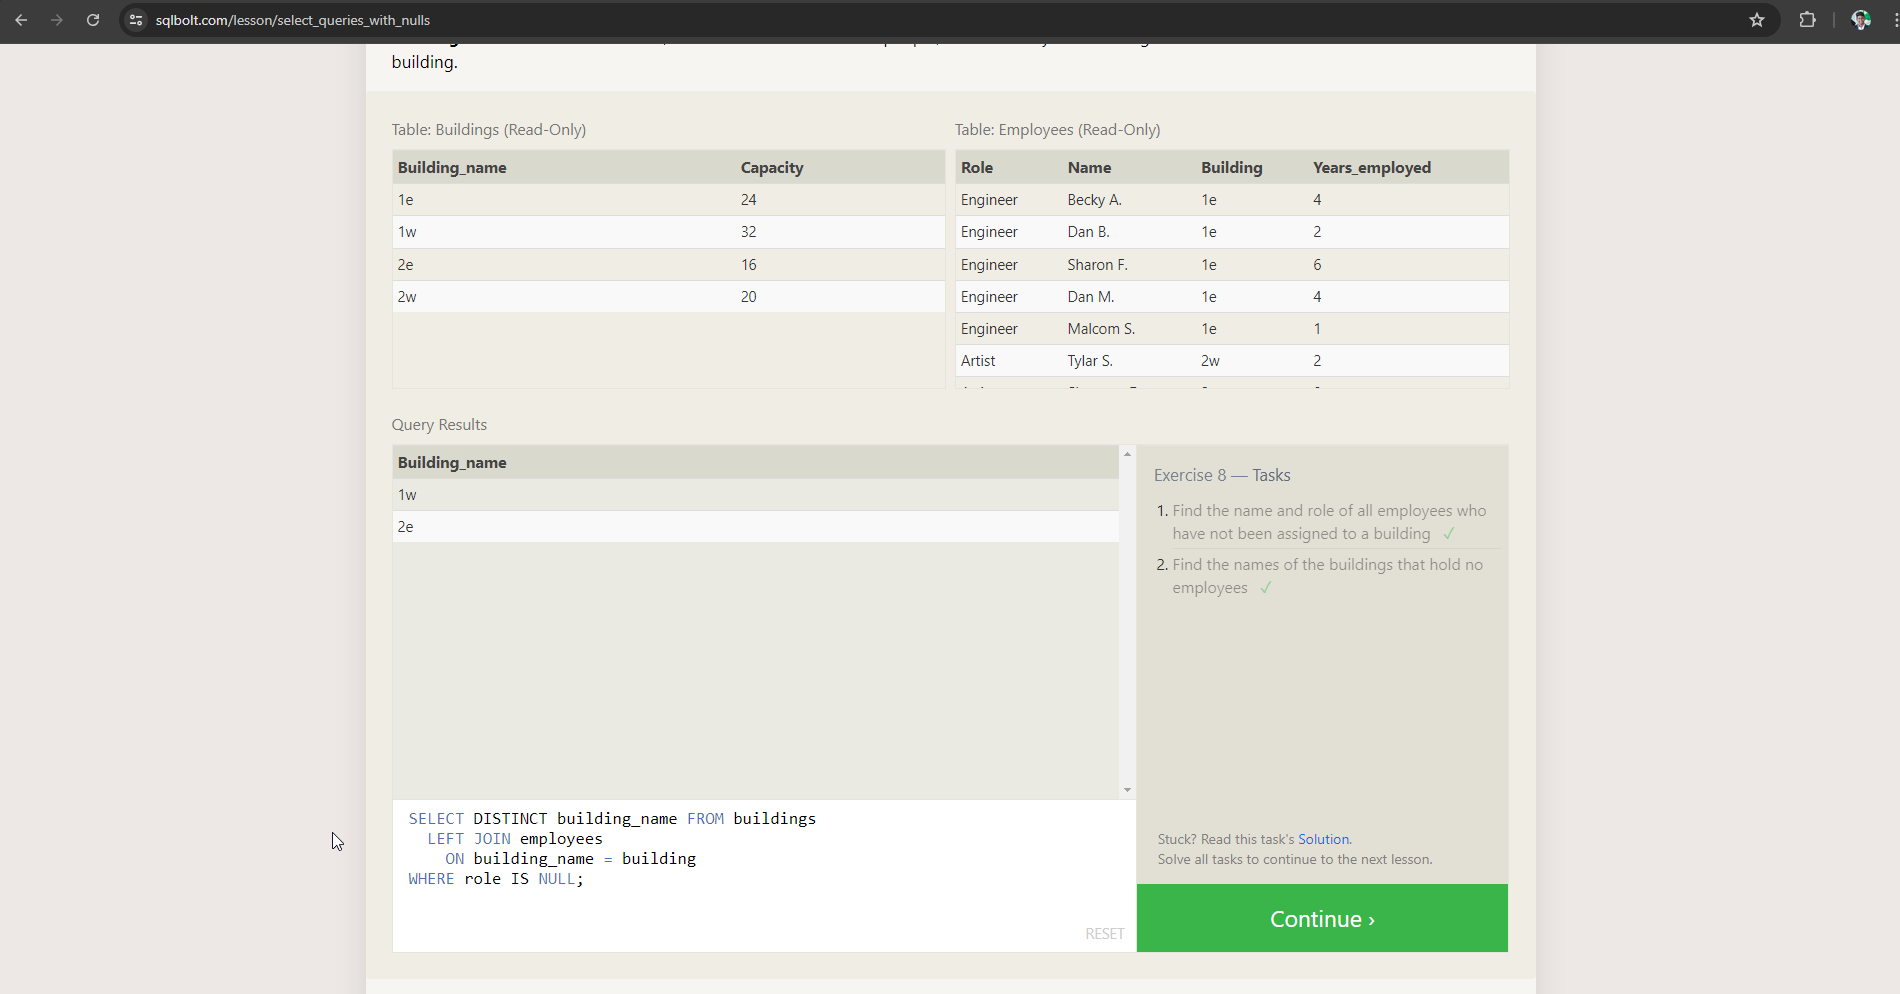 sqlbolt.com/lesson/select_queries_with_nulls
building.
Table: Buildings (Read-Only)
Building_name Capacity
1e 24
1w 32
2e 16
2w 20
Table: Employees (Read-Only)
Role Name Building Years_employed
Engineer Becky A. 1e 4
Engineer Dan B. 1e 2
Engineer Sharon F. 1e 6
Engineer Dan M. 1e 4
Engineer Malcom S. 1e 1
Artist Tylar S. 2w 2
Query Results
Building_name
1w
2e
Exercise 8 — Tasks
1. Find the name and role of all employees who
have not been assigned to a building ✓
2. Find the names of the buildings that hold no
employees ✓
SELECT DISTINCT building_name FROM buildings
LEFT JOIN employees
ON building_name = building
WHERE role IS NULL;
RESET
Stuck? Read this task's Solution.
Solve all tasks to continue to the next lesson.
Continue ›